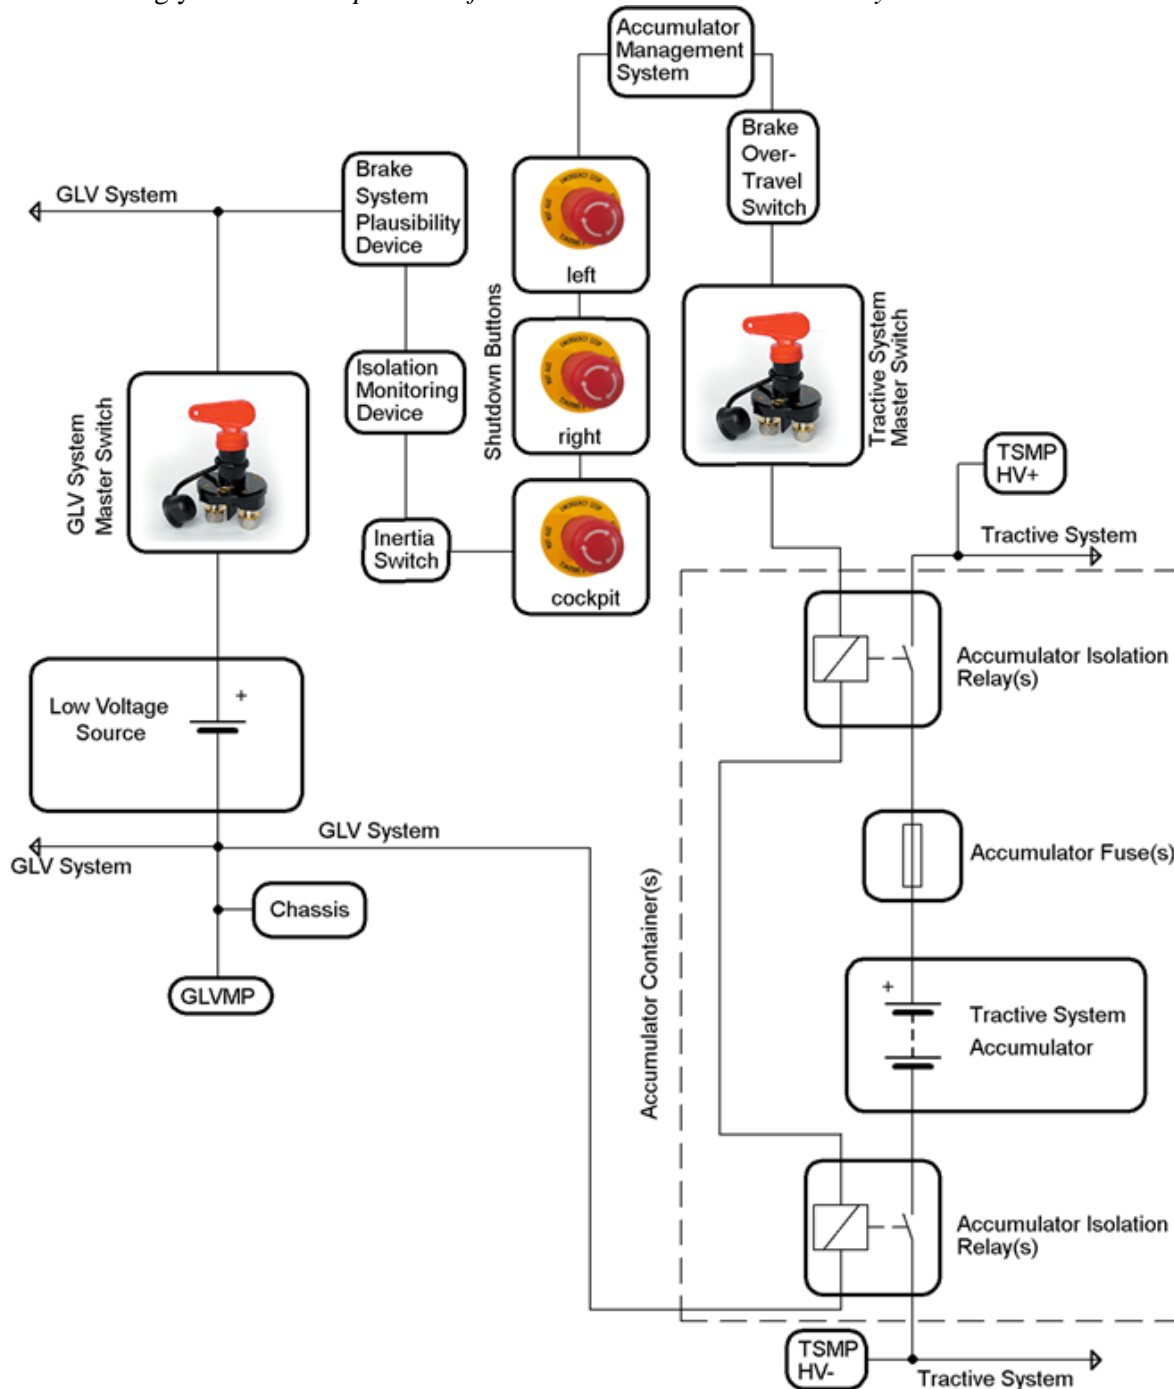 Accumulator
Management
System
Brake
Over-
Travel
Switch
Brake
System
Plausibility
Device
GLV System
left
Shutdown Buttons
right
cockpit
Isolation
Monitoring
Device
Inertia
Switch
GLV System
Master Switch
Tractive System
Master Switch
TSMP
HV+
Tractive System
Accumulator Isolation
Relay(s)
Low Voltage
Source
+
GLV System
GLV System
Chassis
GLVMP
Accumulator Container(s)
Accumulator Fuse(s)
+
Tractive System
Accumulator
Accumulator Isolation
Relay(s)
TSMP
HV-
Tractive System